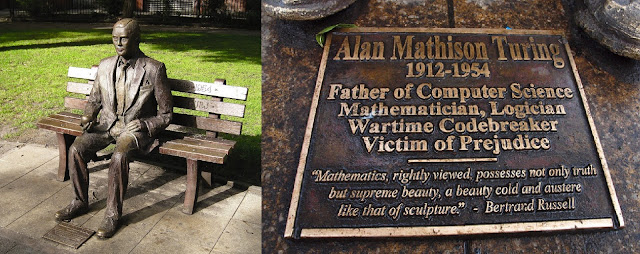 Alan Mathison Turing
1912-1954
Father of Computer Science
Mathematician, Logician
Wartime Codebreaker
Victim of Prejudice
"Mathematics, rightly viewed, possesses not only truth
but supreme beauty, a beauty cold and austere
like that of sculpture." - Bertrand Russell